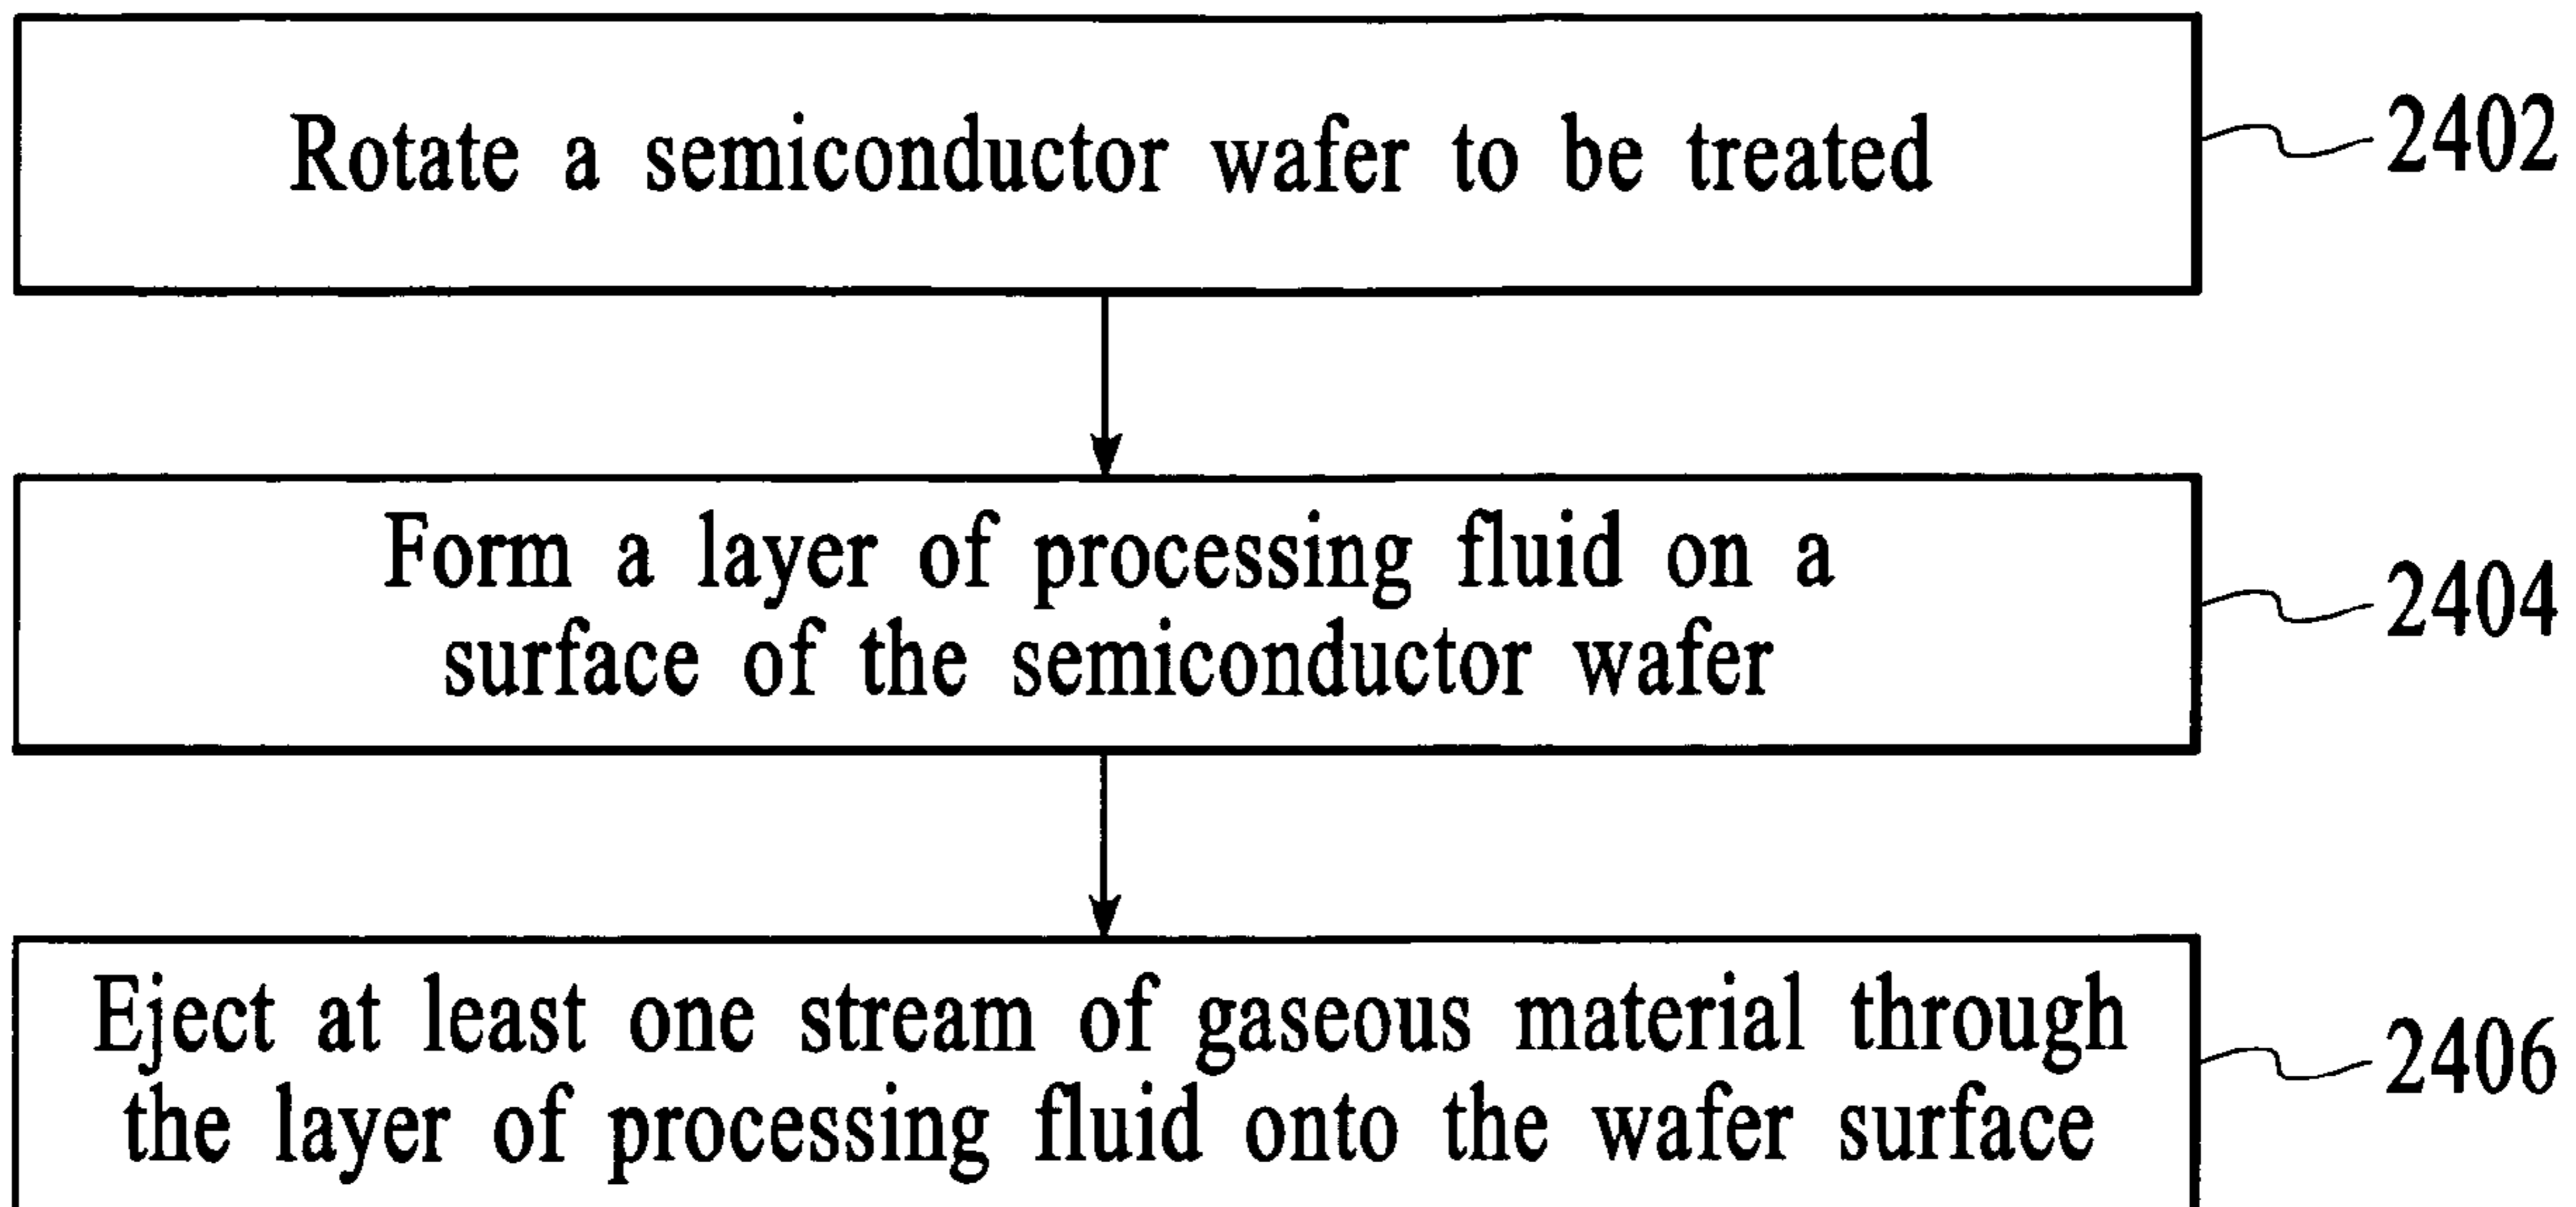 Rotate a semiconductor wafer to be treated
2402
Form a layer of processing fluid on a
surface of the semiconductor wafer
2404
Eject at least one stream of gaseous material through
the layer of processing fluid onto the wafer surface
2406